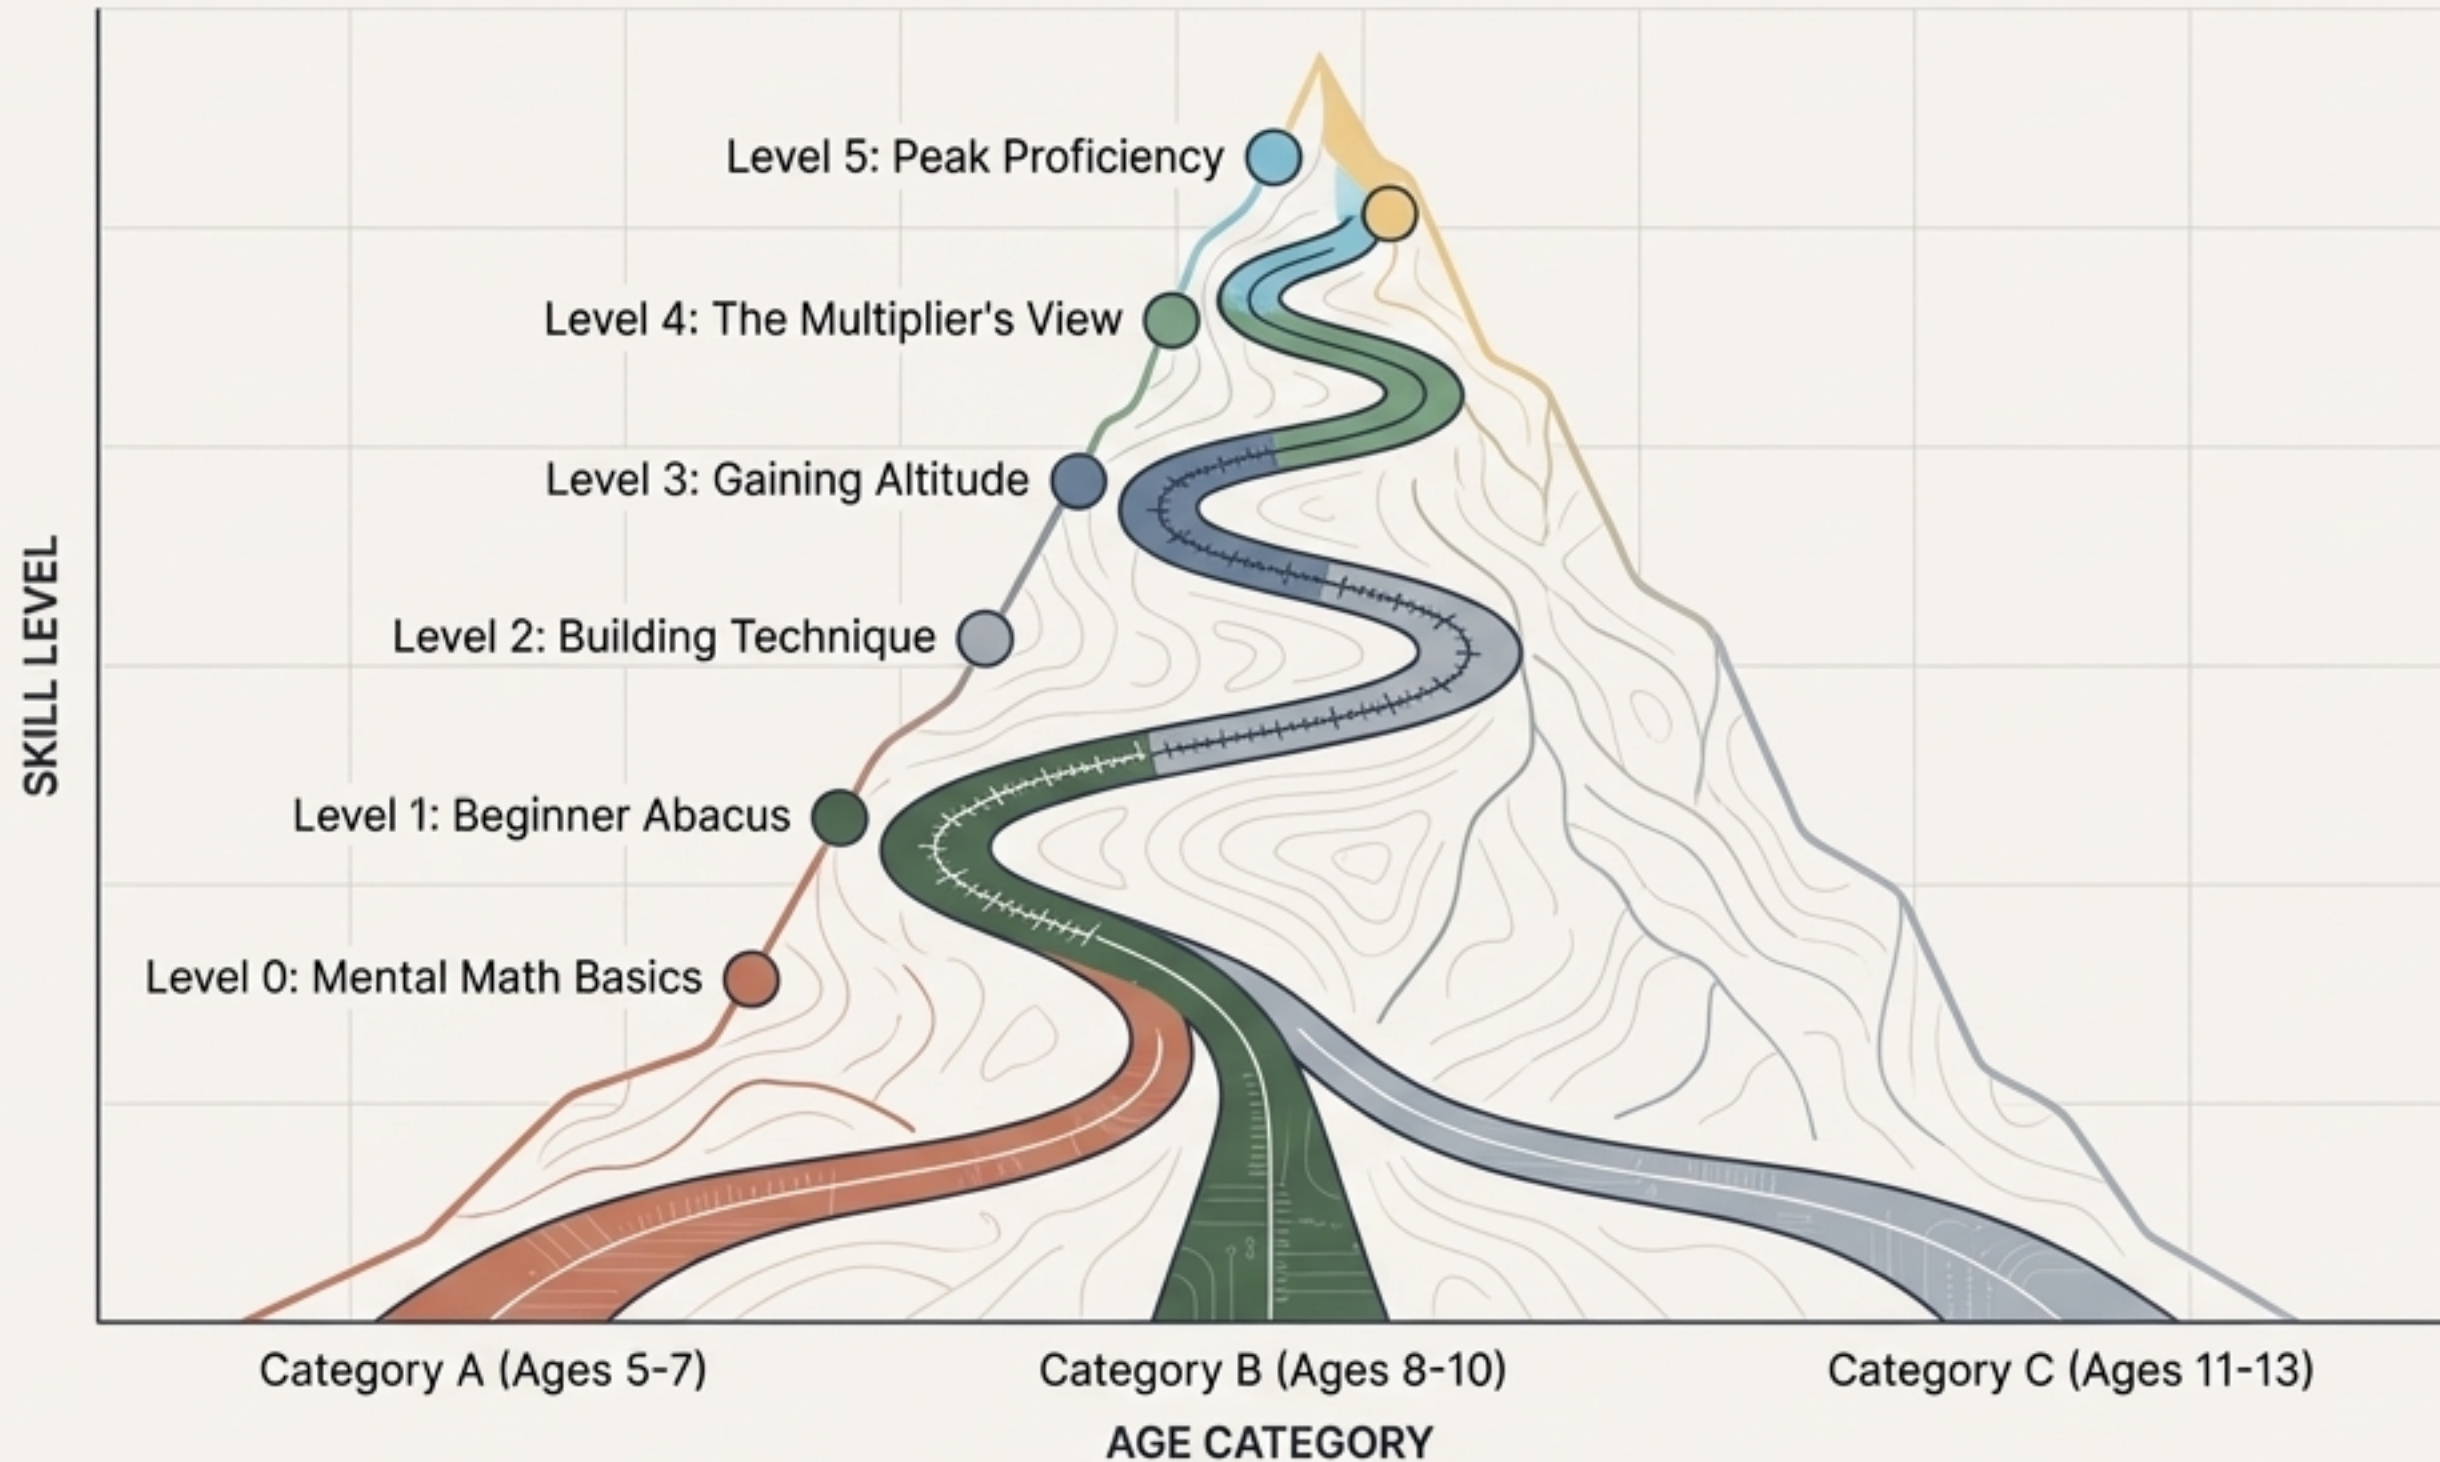 Level 5: Peak Proficiency
Level 4: The Multiplier's View
Level 3: Gaining Altitude
Level 2: Building Technique
Level 1: Beginner Abacus
Level 0: Mental Math Basics
SKILL LEVEL
Category A (Ages 5-7)
Category B (Ages 8-10)
Category C (Ages 11-13)
AGE CATEGORY